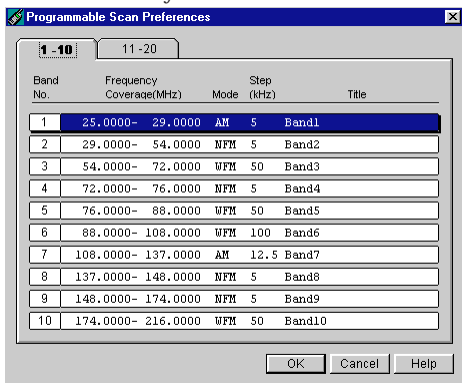 Programmable Scan Preferences
1 -10 11 -20
Band Frequency Step
No. Coverage(MHz) Mode (kHz) Title
1 25.0000- 29.0000 AM 5 Band1
2 29.0000- 54.0000 NFM 5 Band2
3 54.0000- 72.0000 WFM 50 Band3
4 72.0000- 76.0000 NFM 5 Band4
5 76.0000- 88.0000 WFM 50 Band5
6 88.0000- 108.0000 WFM 100 Band6
7 108.0000- 137.0000 AM 12.5 Band7
8 137.0000- 148.0000 NFM 5 Band8
9 148.0000- 174.0000 NFM 5 Band9
10 174.0000- 216.0000 WFM 50 Band10
OK Cancel Help